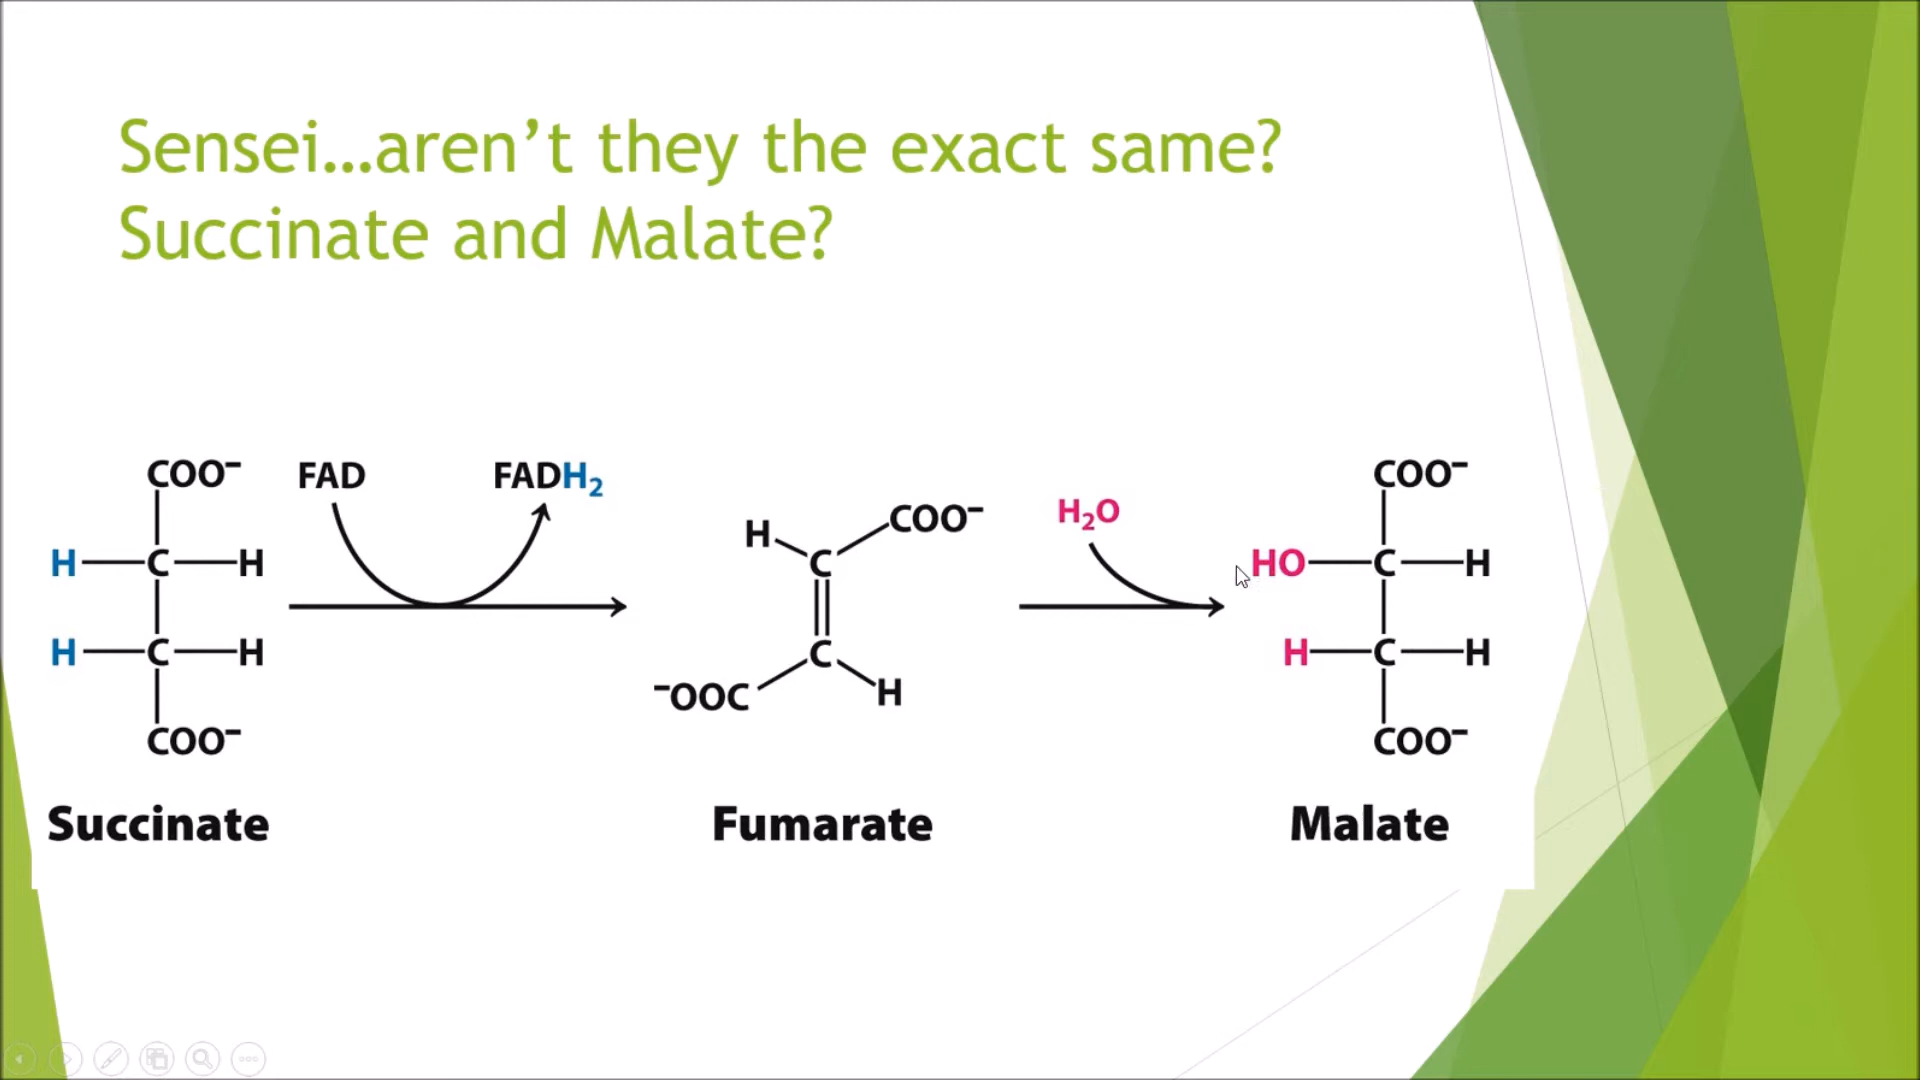 Sensei…aren’t they the exact same?
Succinate and Malate?
COO⁻
H C H
H C H
COO⁻
Succinate
FAD
FADH₂
H
COO⁻
C
C
⁻OOC
H
Fumarate
H₂O
COO⁻
HO C H
H C H
COO⁻
Malate